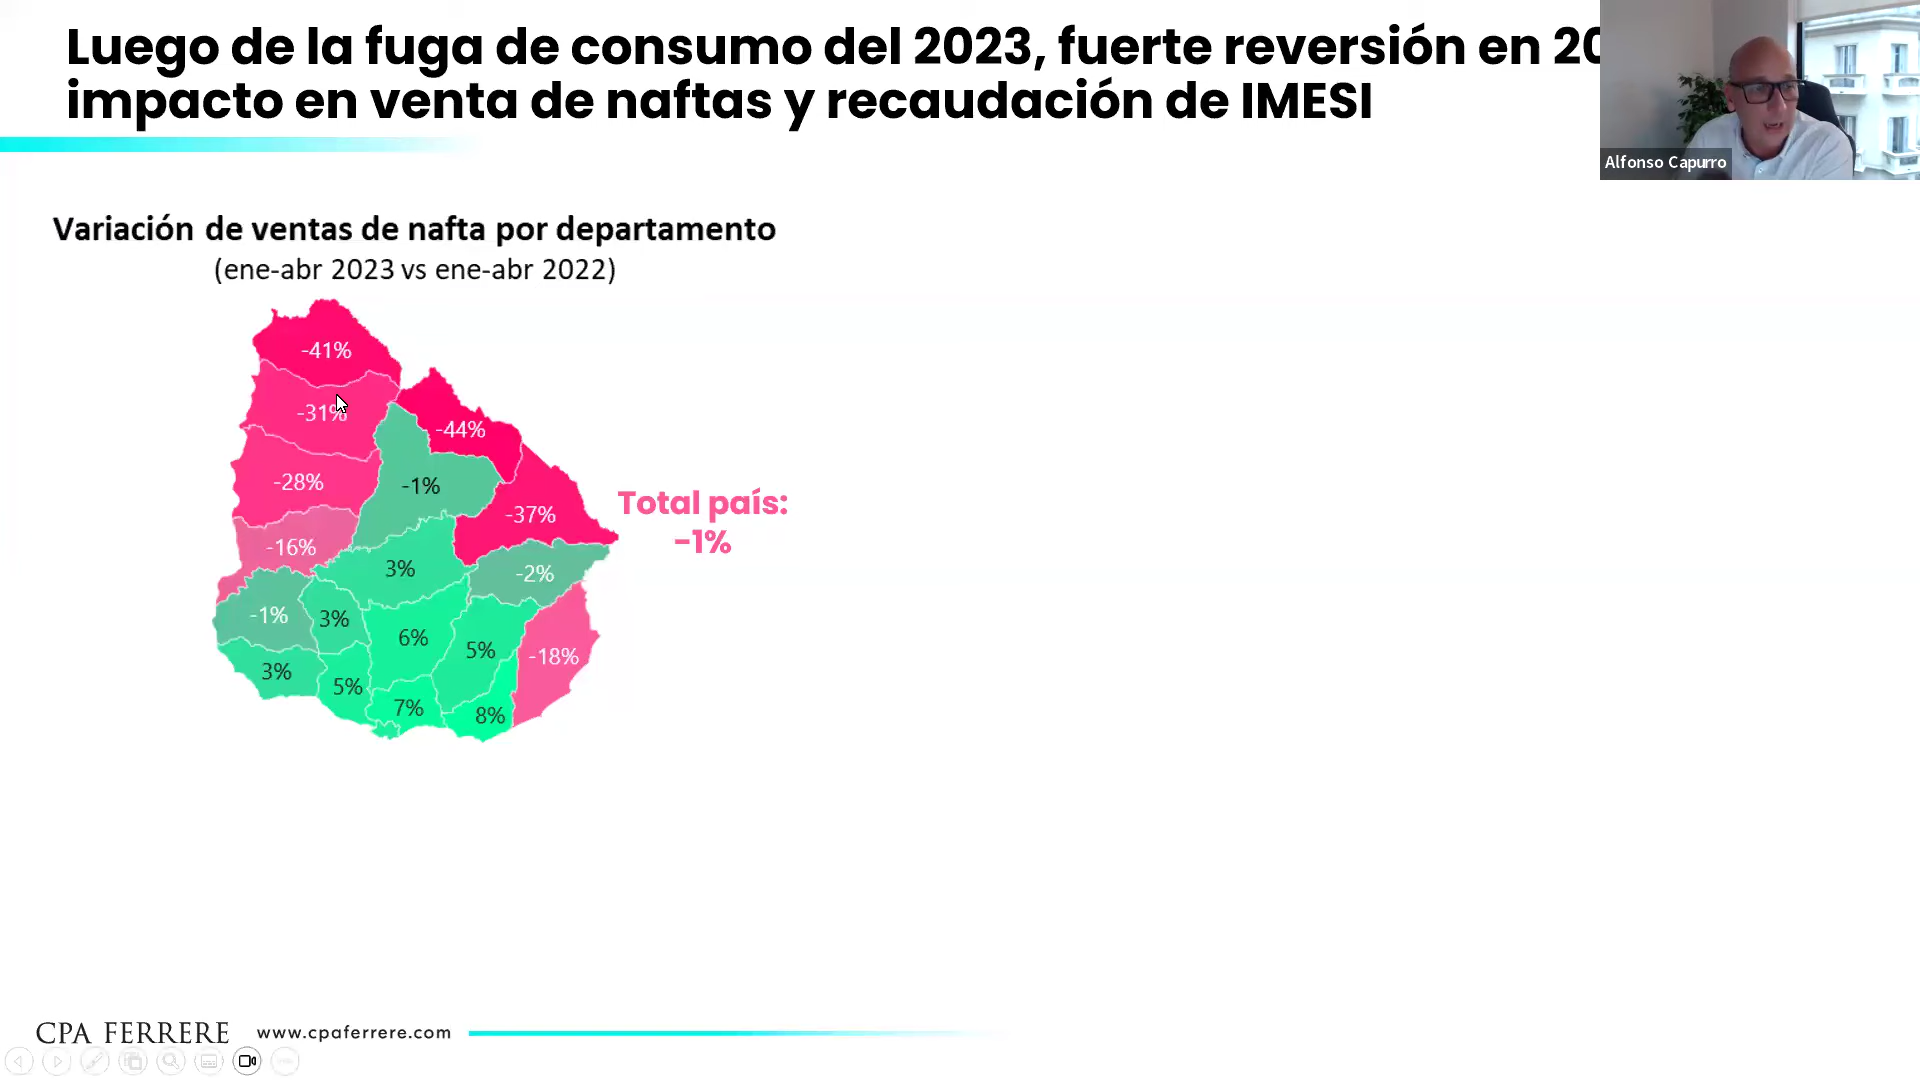 Luego de la fuga de consumo del 2023, fuerte reversión en 20
impacto en venta de naftas y recaudación de IMESI
Alfonso Capurro
Variación de ventas de nafta por departamento
(ene-abr 2023 vs ene-abr 2022)
-41%
-31%
-44%
-28%
-1%
-37%
Total país:
-1%
-16%
3%
-2%
-1%
3%
6%
5%
-18%
3%
5%
7%
8%
CPA FERRERE
www.cpaferrere.com